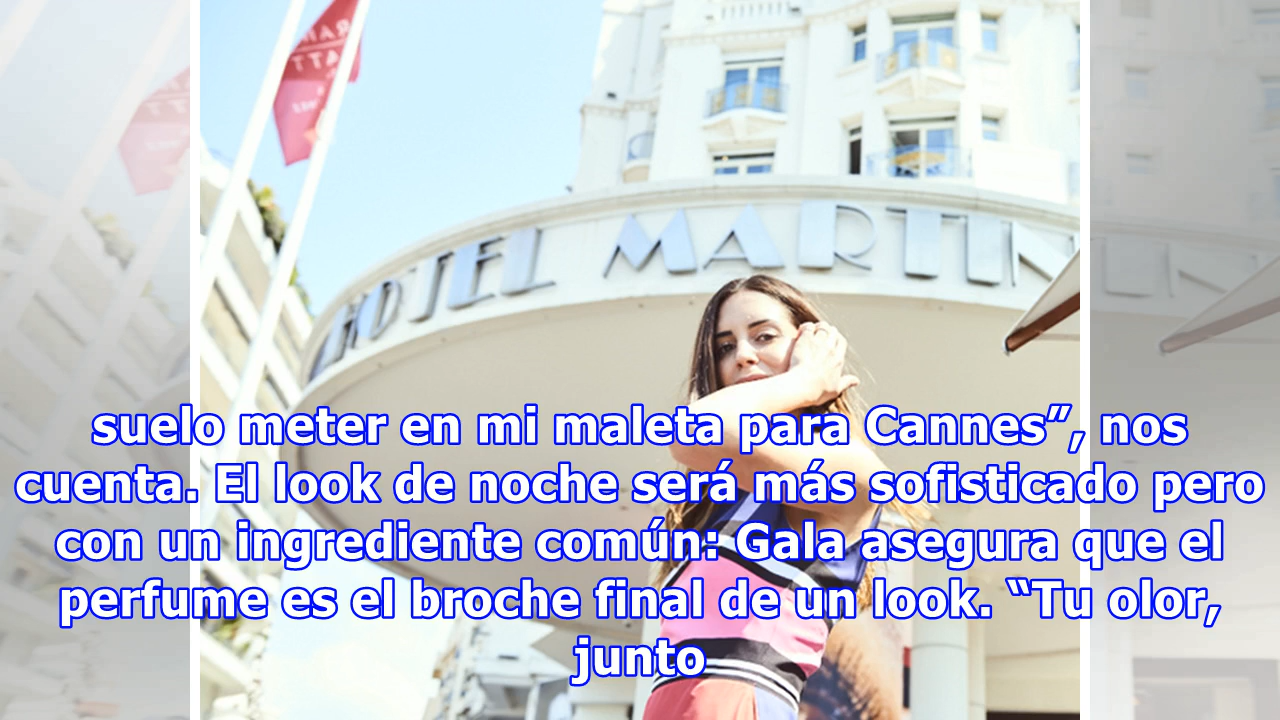 HOTEL MARTIN
suelo meter en mi maleta para Cannes”, nos
cuenta. El look de noche será más sofisticado pero
con un ingrediente común: Gala asegura que el
perfume es el broche final de un look. “Tu olor,
junto